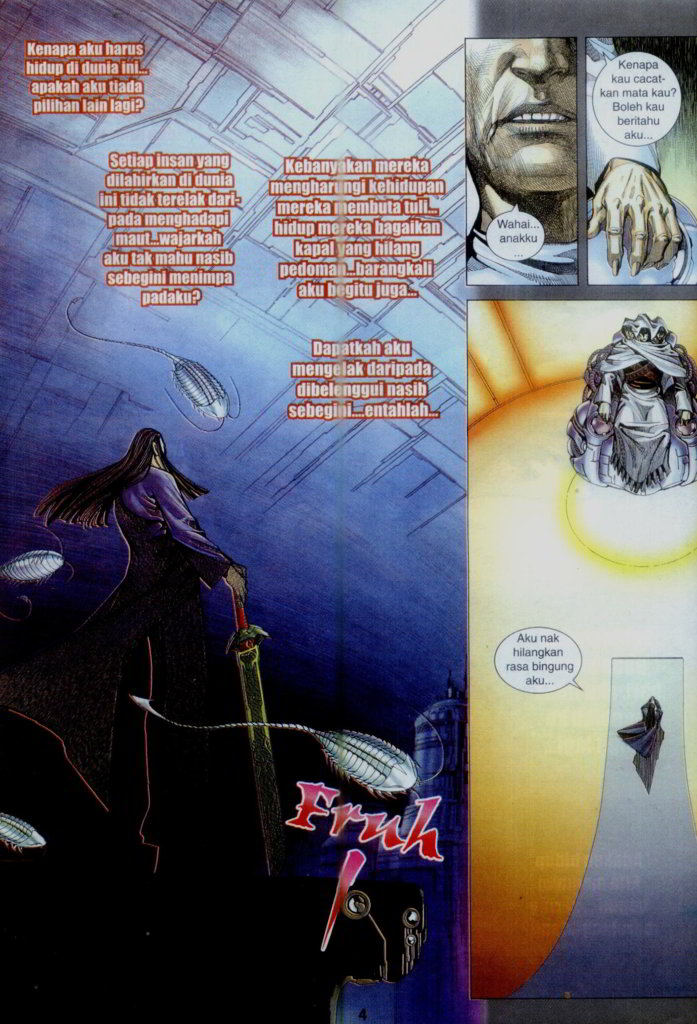 Kenapa aku harus
hidup di dunia ini...
apakah aku tiada
pilihan lain lagi?
Setiap insan yang
dilahirkan di dunia
ini tidak terelak dari-
pada menghadapi
maut...wajarkah
aku tak mahu nasib
sebegini menimpa
padaku?
Kebanyakan mereka
mengharungi kehidupan
mereka membuta tuli..
hidup mereka bagaikan
kapal yang hilang
pedoman...barangkali
aku begitu juga...
Dapatkah aku
mengelak daripada
dibelenggui nasib
sebegini....entahlah...
Fruh
!
4
Wahai...
anakku
...
Kenapa
kau cacat-
kan mata kau?
Boleh kau
beritahu
aku...
Aku nak
hilangkan
rasa bingung
aku...